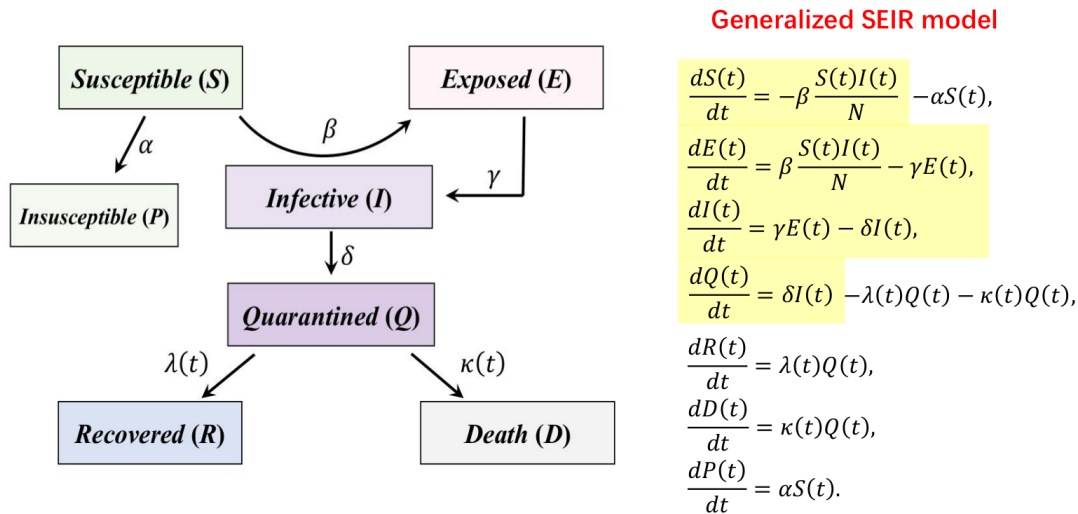 Generalized SEIR model
Susceptible (S)
Exposed (E)
α
β
Insusceptible (P)
Infective (I)
γ
δ
Quarantined (Q)
λ(t)
κ(t)
Recovered (R)
Death (D)
dS(t)/dt = −β S(t)I(t)/N −αS(t),
dE(t)/dt = β S(t)I(t)/N − γE(t),
dI(t)/dt = γE(t) − δI(t),
dQ(t)/dt = δI(t) −λ(t)Q(t) − κ(t)Q(t),
dR(t)/dt = λ(t)Q(t),
dD(t)/dt = κ(t)Q(t),
dP(t)/dt = αS(t).